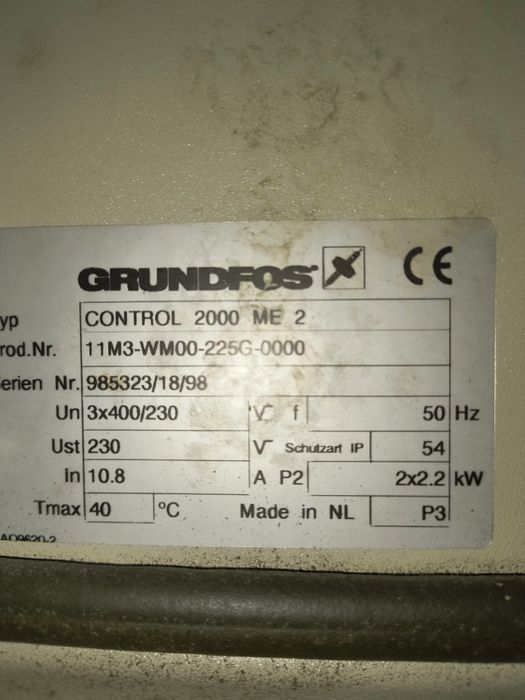 GRUNDFOS CE
yp CONTROL 2000 ME 2
rod.Nr. 11M3-WM00-225G-0000
erien Nr. 985323/18/98
Un 3x400/230 V f 50 Hz
Ust 230 V Schutzart IP 54
In 10.8 A P2 2x2.2 kW
Tmax 40 °C Made in NL P3
AQ9620-2